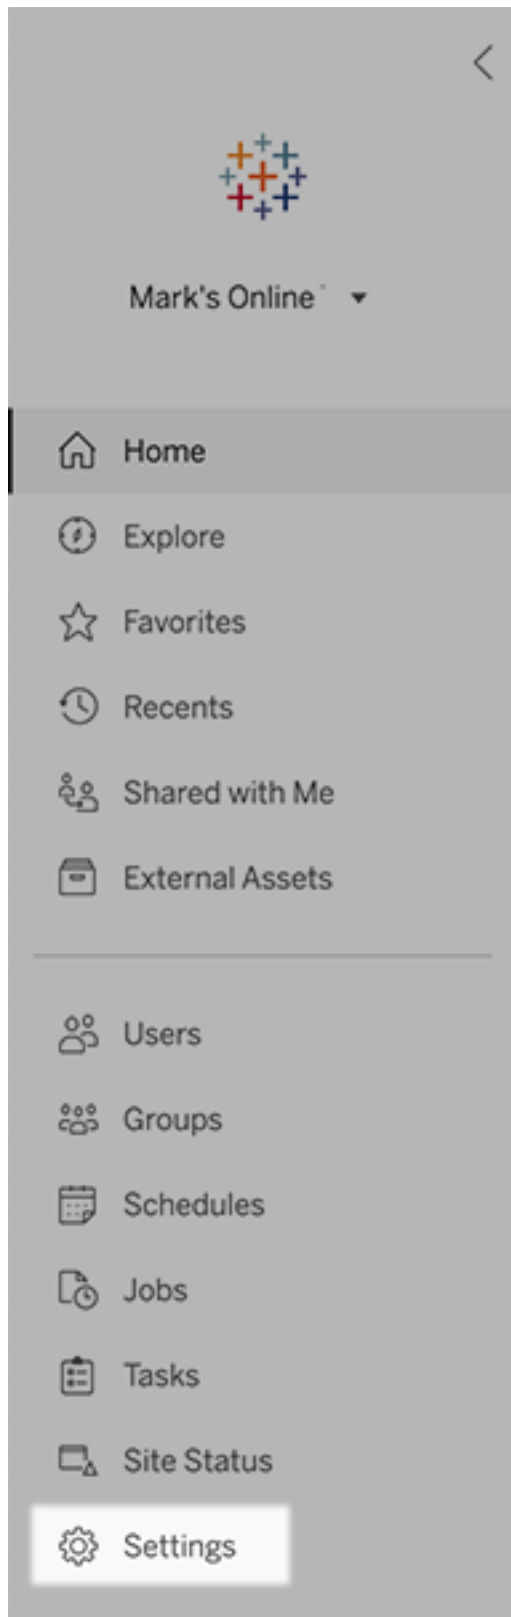 Mark's Online
Home
Explore
Favorites
Recents
Shared with Me
External Assets
Users
Groups
Schedules
Jobs
Tasks
Site Status
Settings